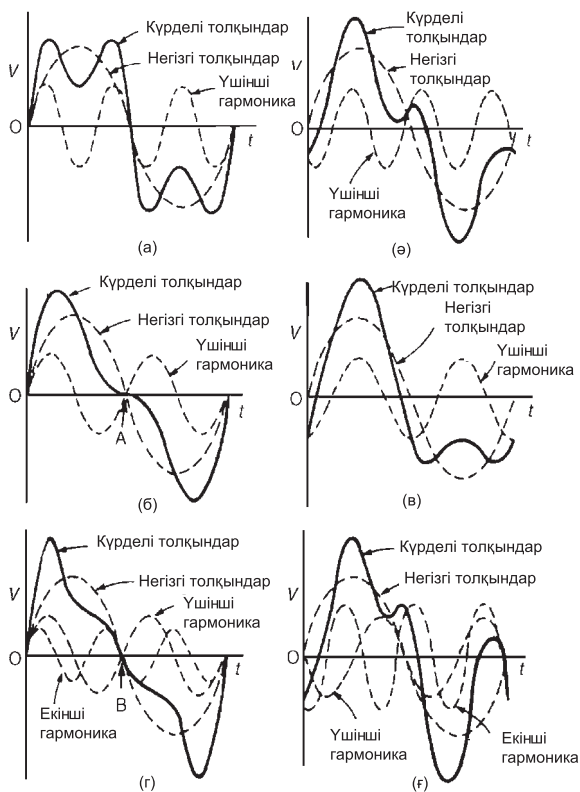 Күрделі толқындар
Негізгі толқындар
Үшінші
гармоника
V
O
t
(а)
Күрделі
толқындар
Негізгі
толқындар
V
O
t
Үшінші
гармоника
(ә)
Күрделі толқындар
Негізгі толқындар
Үшінші
гармоника
V
O
A
t
(б)
Күрделі толқындар
Негізгі
толқындар
Үшінші
гармоника
V
O
t
(в)
Күрделі толқындар
Негізгі толқындар
Үшінші
гармоника
V
O
t
Екінші
гармоника
B
(г)
Күрделі толқындар
Негізгі толқындар
V
O
t
Үшінші
гармоника
Екінші
гармоника
(ғ)